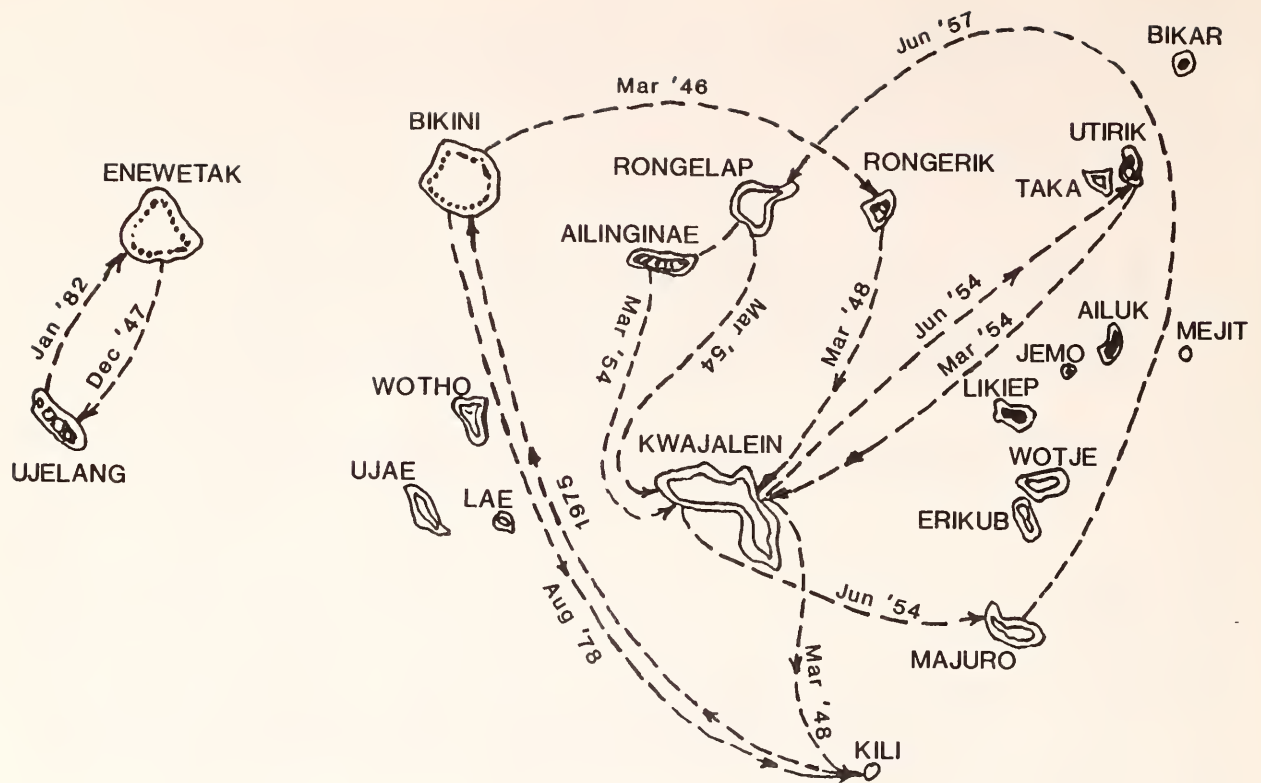 Jun '57
BIKAR
Mar '46
BIKINI
UTIRIK
ENEWETAK
RONGELAP
RONGERIK
TAKA
AILINGINAE
Jan '82
Dec '47
Mar '54
Mar '54
Mar '48
Jun '54
Mar '54
AILUK
MEJIT
JEMO
WOTHO
LIKIEP
KWAJALEIN
WOTJE
UJELANG
UJAE
LAE
1975
ERIKUB
Aug '78
Jun '54
MAJURO
Mar '48
KILI